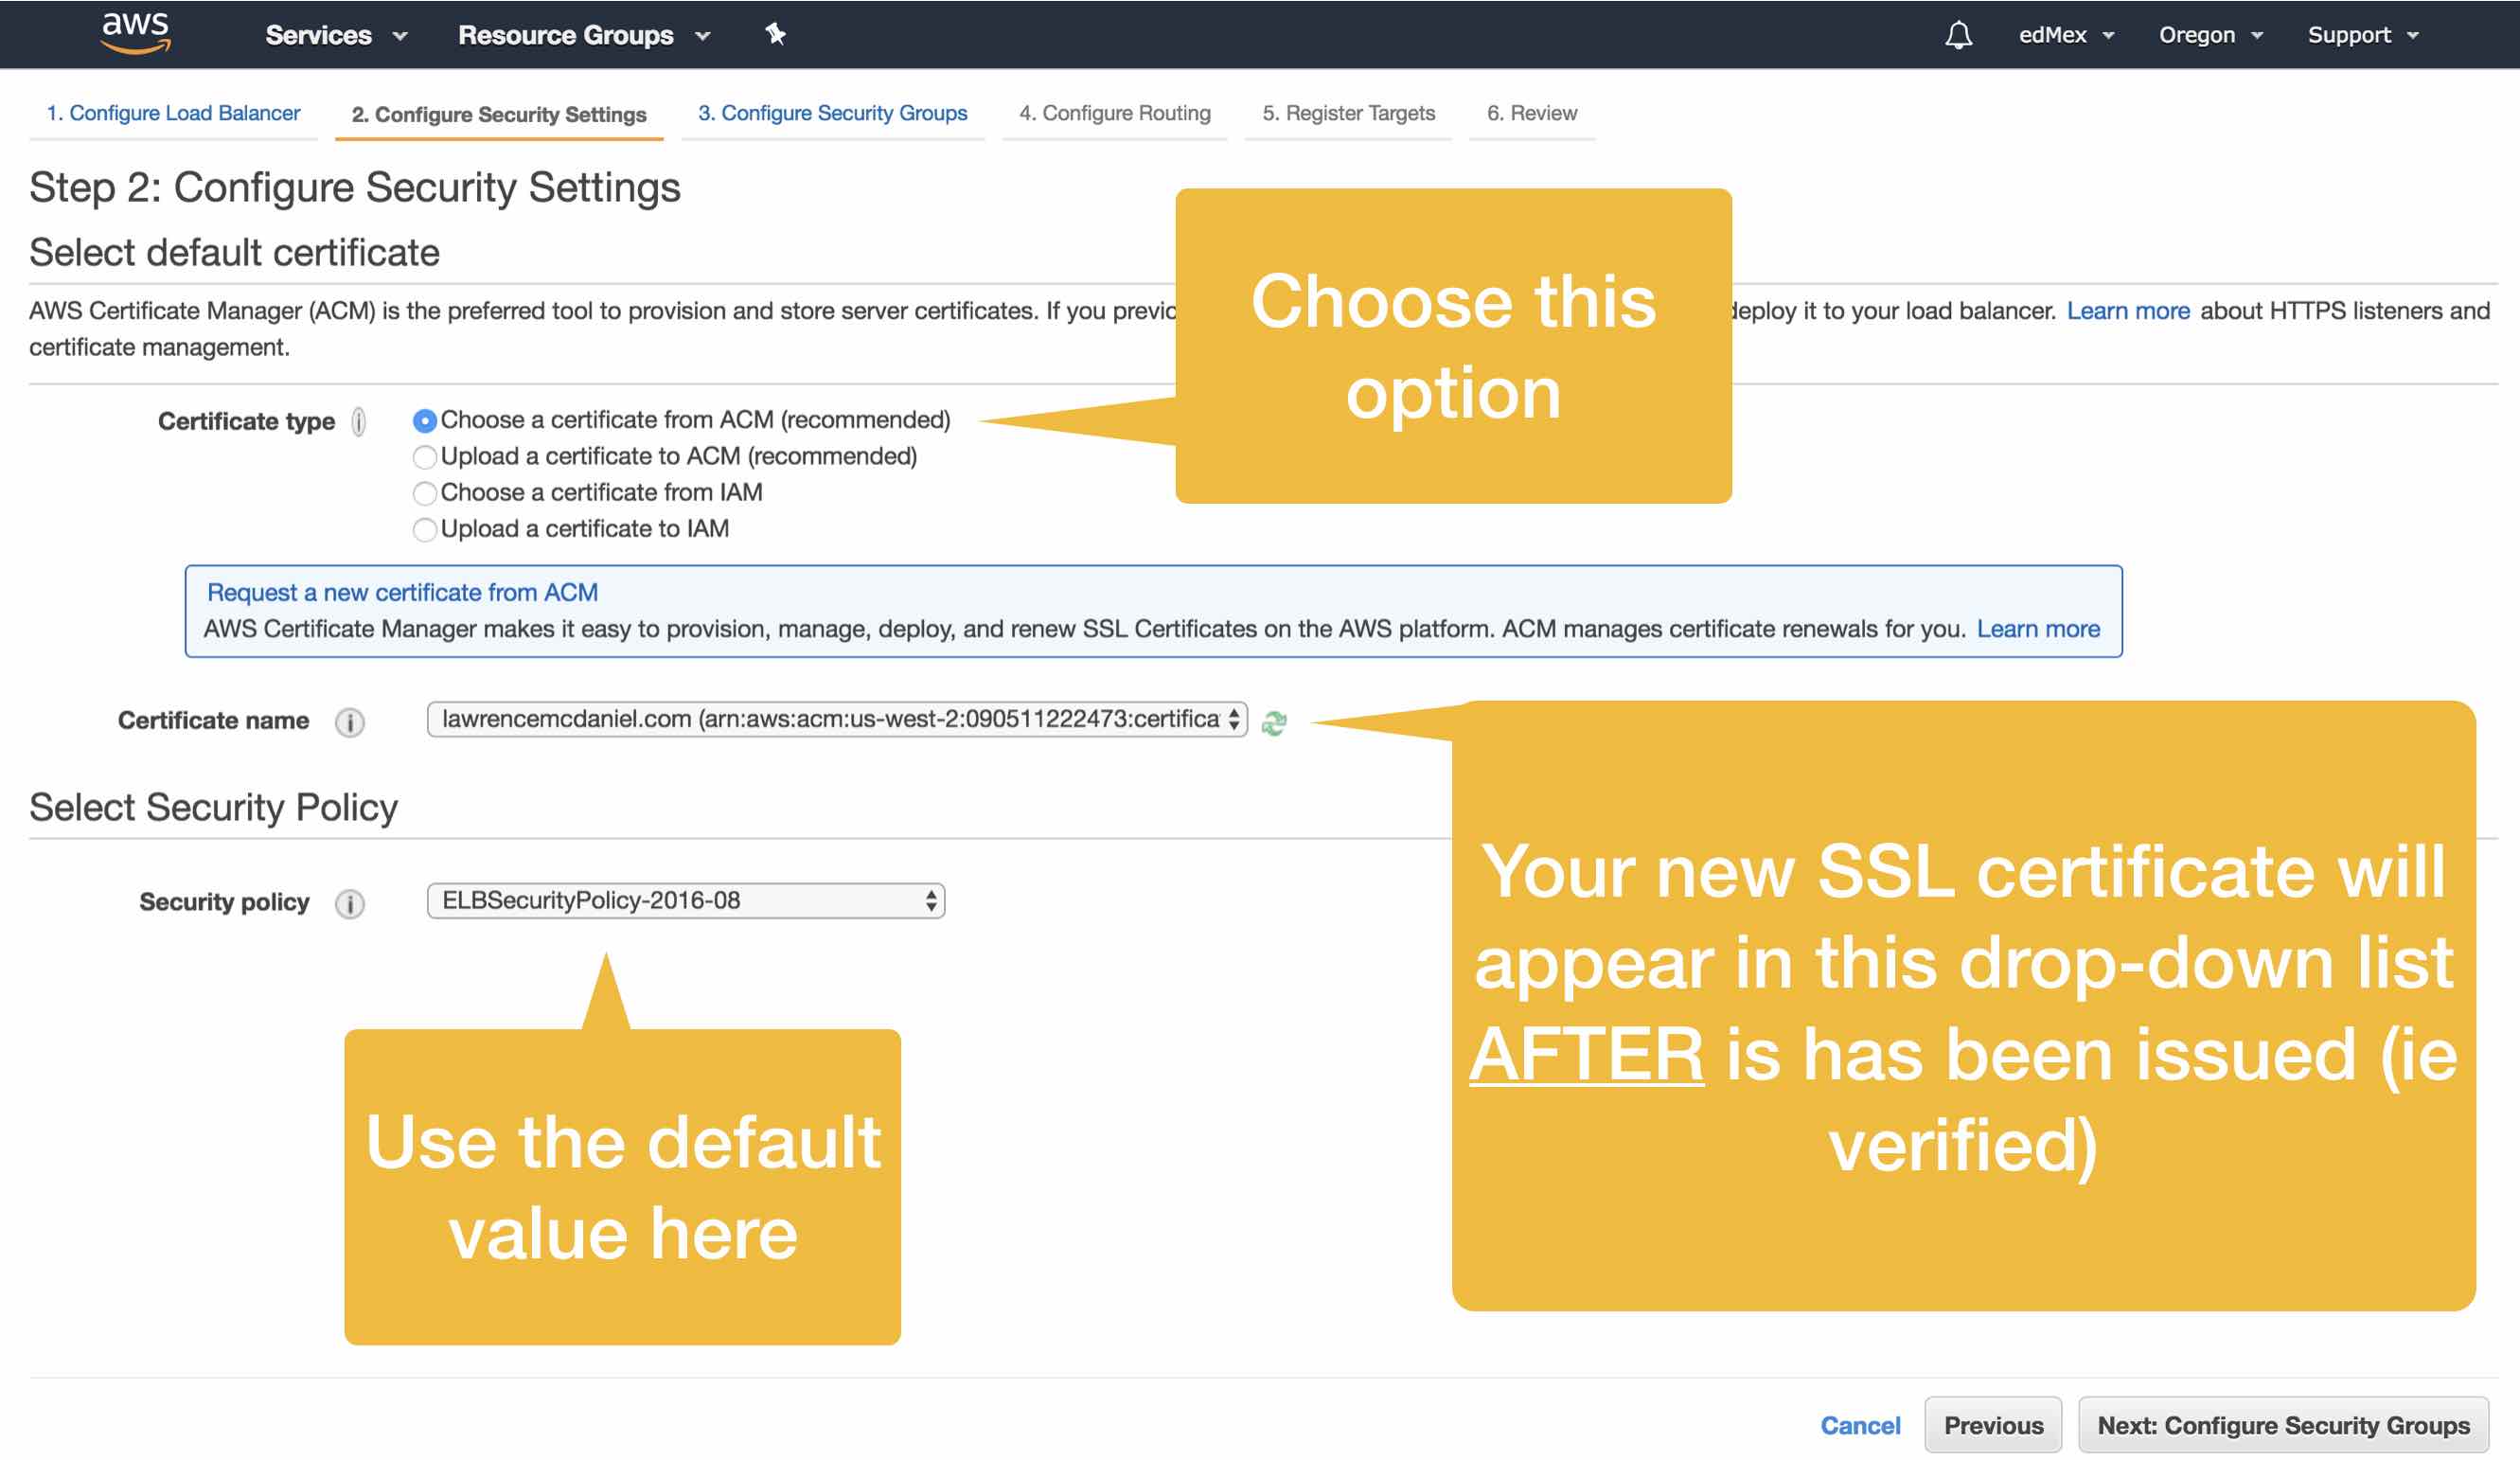 aws
Services
Resource Groups
edMex
Oregon
Support
1. Configure Load Balancer
2. Configure Security Settings
3. Configure Security Groups
4. Configure Routing
5. Register Targets
6. Review
Step 2: Configure Security Settings
Select default certificate
AWS Certificate Manager (ACM) is the preferred tool to provision and store server certificates. If you previo
deploy it to your load balancer. Learn more about HTTPS listeners and
certificate management.
Choose this
option
Certificate type
Choose a certificate from ACM (recommended)
Upload a certificate to ACM (recommended)
Choose a certificate from IAM
Upload a certificate to IAM
Request a new certificate from ACM
AWS Certificate Manager makes it easy to provision, manage, deploy, and renew SSL Certificates on the AWS platform. ACM manages certificate renewals for you. Learn more
Certificate name
lawrencemcdaniel.com (arn:aws:acm:us-west-2:090511222473:certifica
Your new SSL certificate will
appear in this drop-down list
AFTER is has been issued (ie
verified)
Select Security Policy
Security policy
ELBSecurityPolicy-2016-08
Use the default
value here
Cancel
Previous
Next: Configure Security Groups